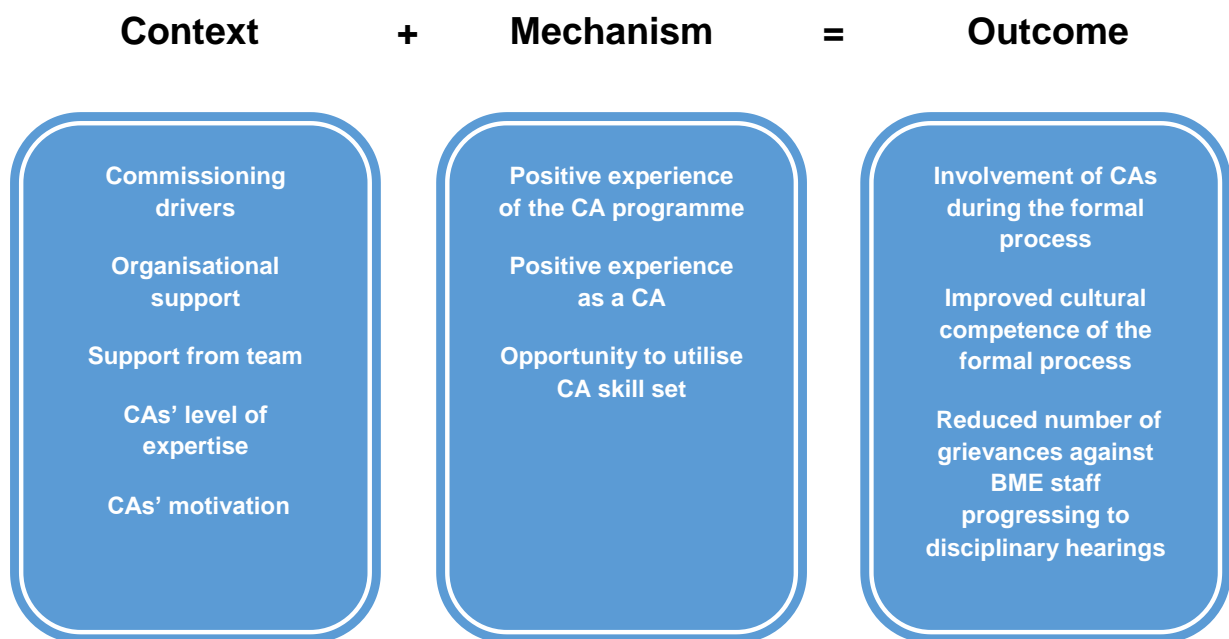 Context + Mechanism = Outcome
Commissioning
drivers
Organisational
support
Support from team
CAs’ level of
expertise
CAs’ motivation
Positive experience
of the CA programme
Positive experience
as a CA
Opportunity to utilise
CA skill set
Involvement of CAs
during the formal
process
Improved cultural
competence of the
formal process
Reduced number of
grievances against
BME staff
progressing to
disciplinary hearings